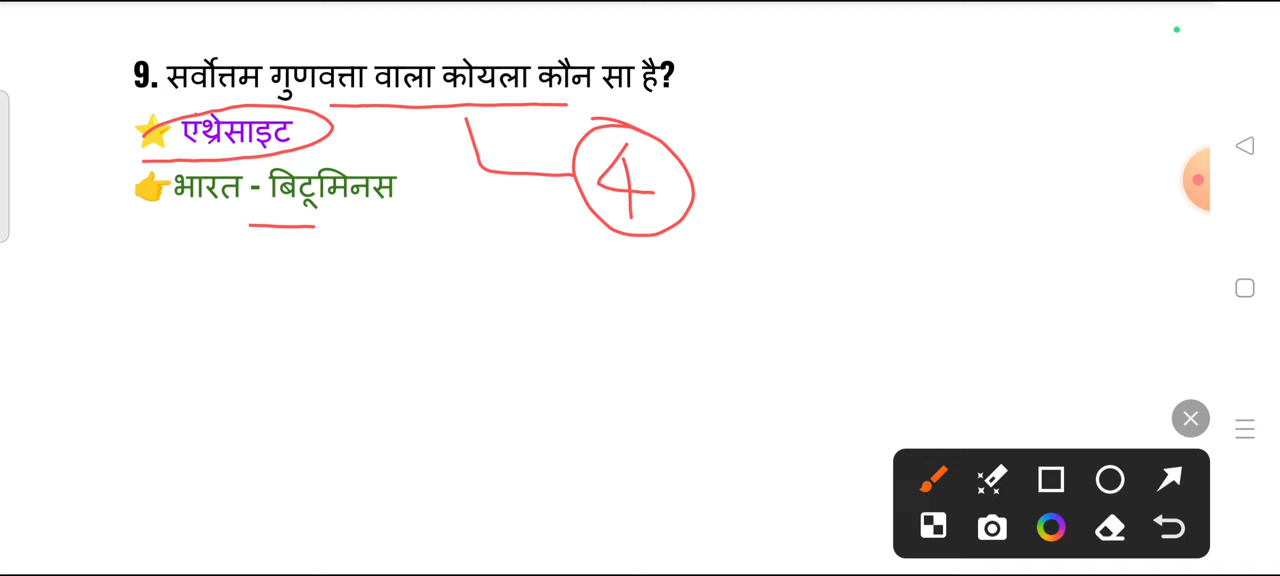 9. सर्वोत्तम गुणवत्ता वाला कोयला कौन सा है?
एंथ्रेसाइट
भारत - बिटूमिनस
4